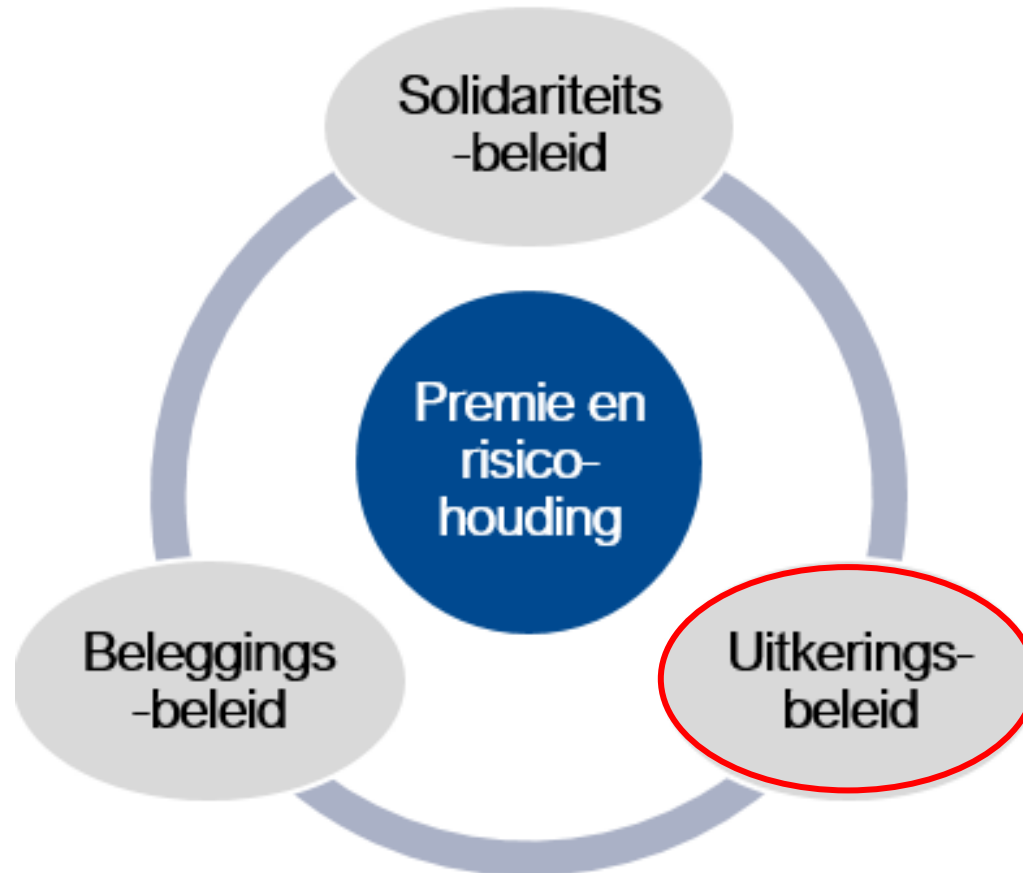 Solidariteits
-beleid
Premie en
risico-
houding
Beleggings
-beleid
Uitkerings-
beleid